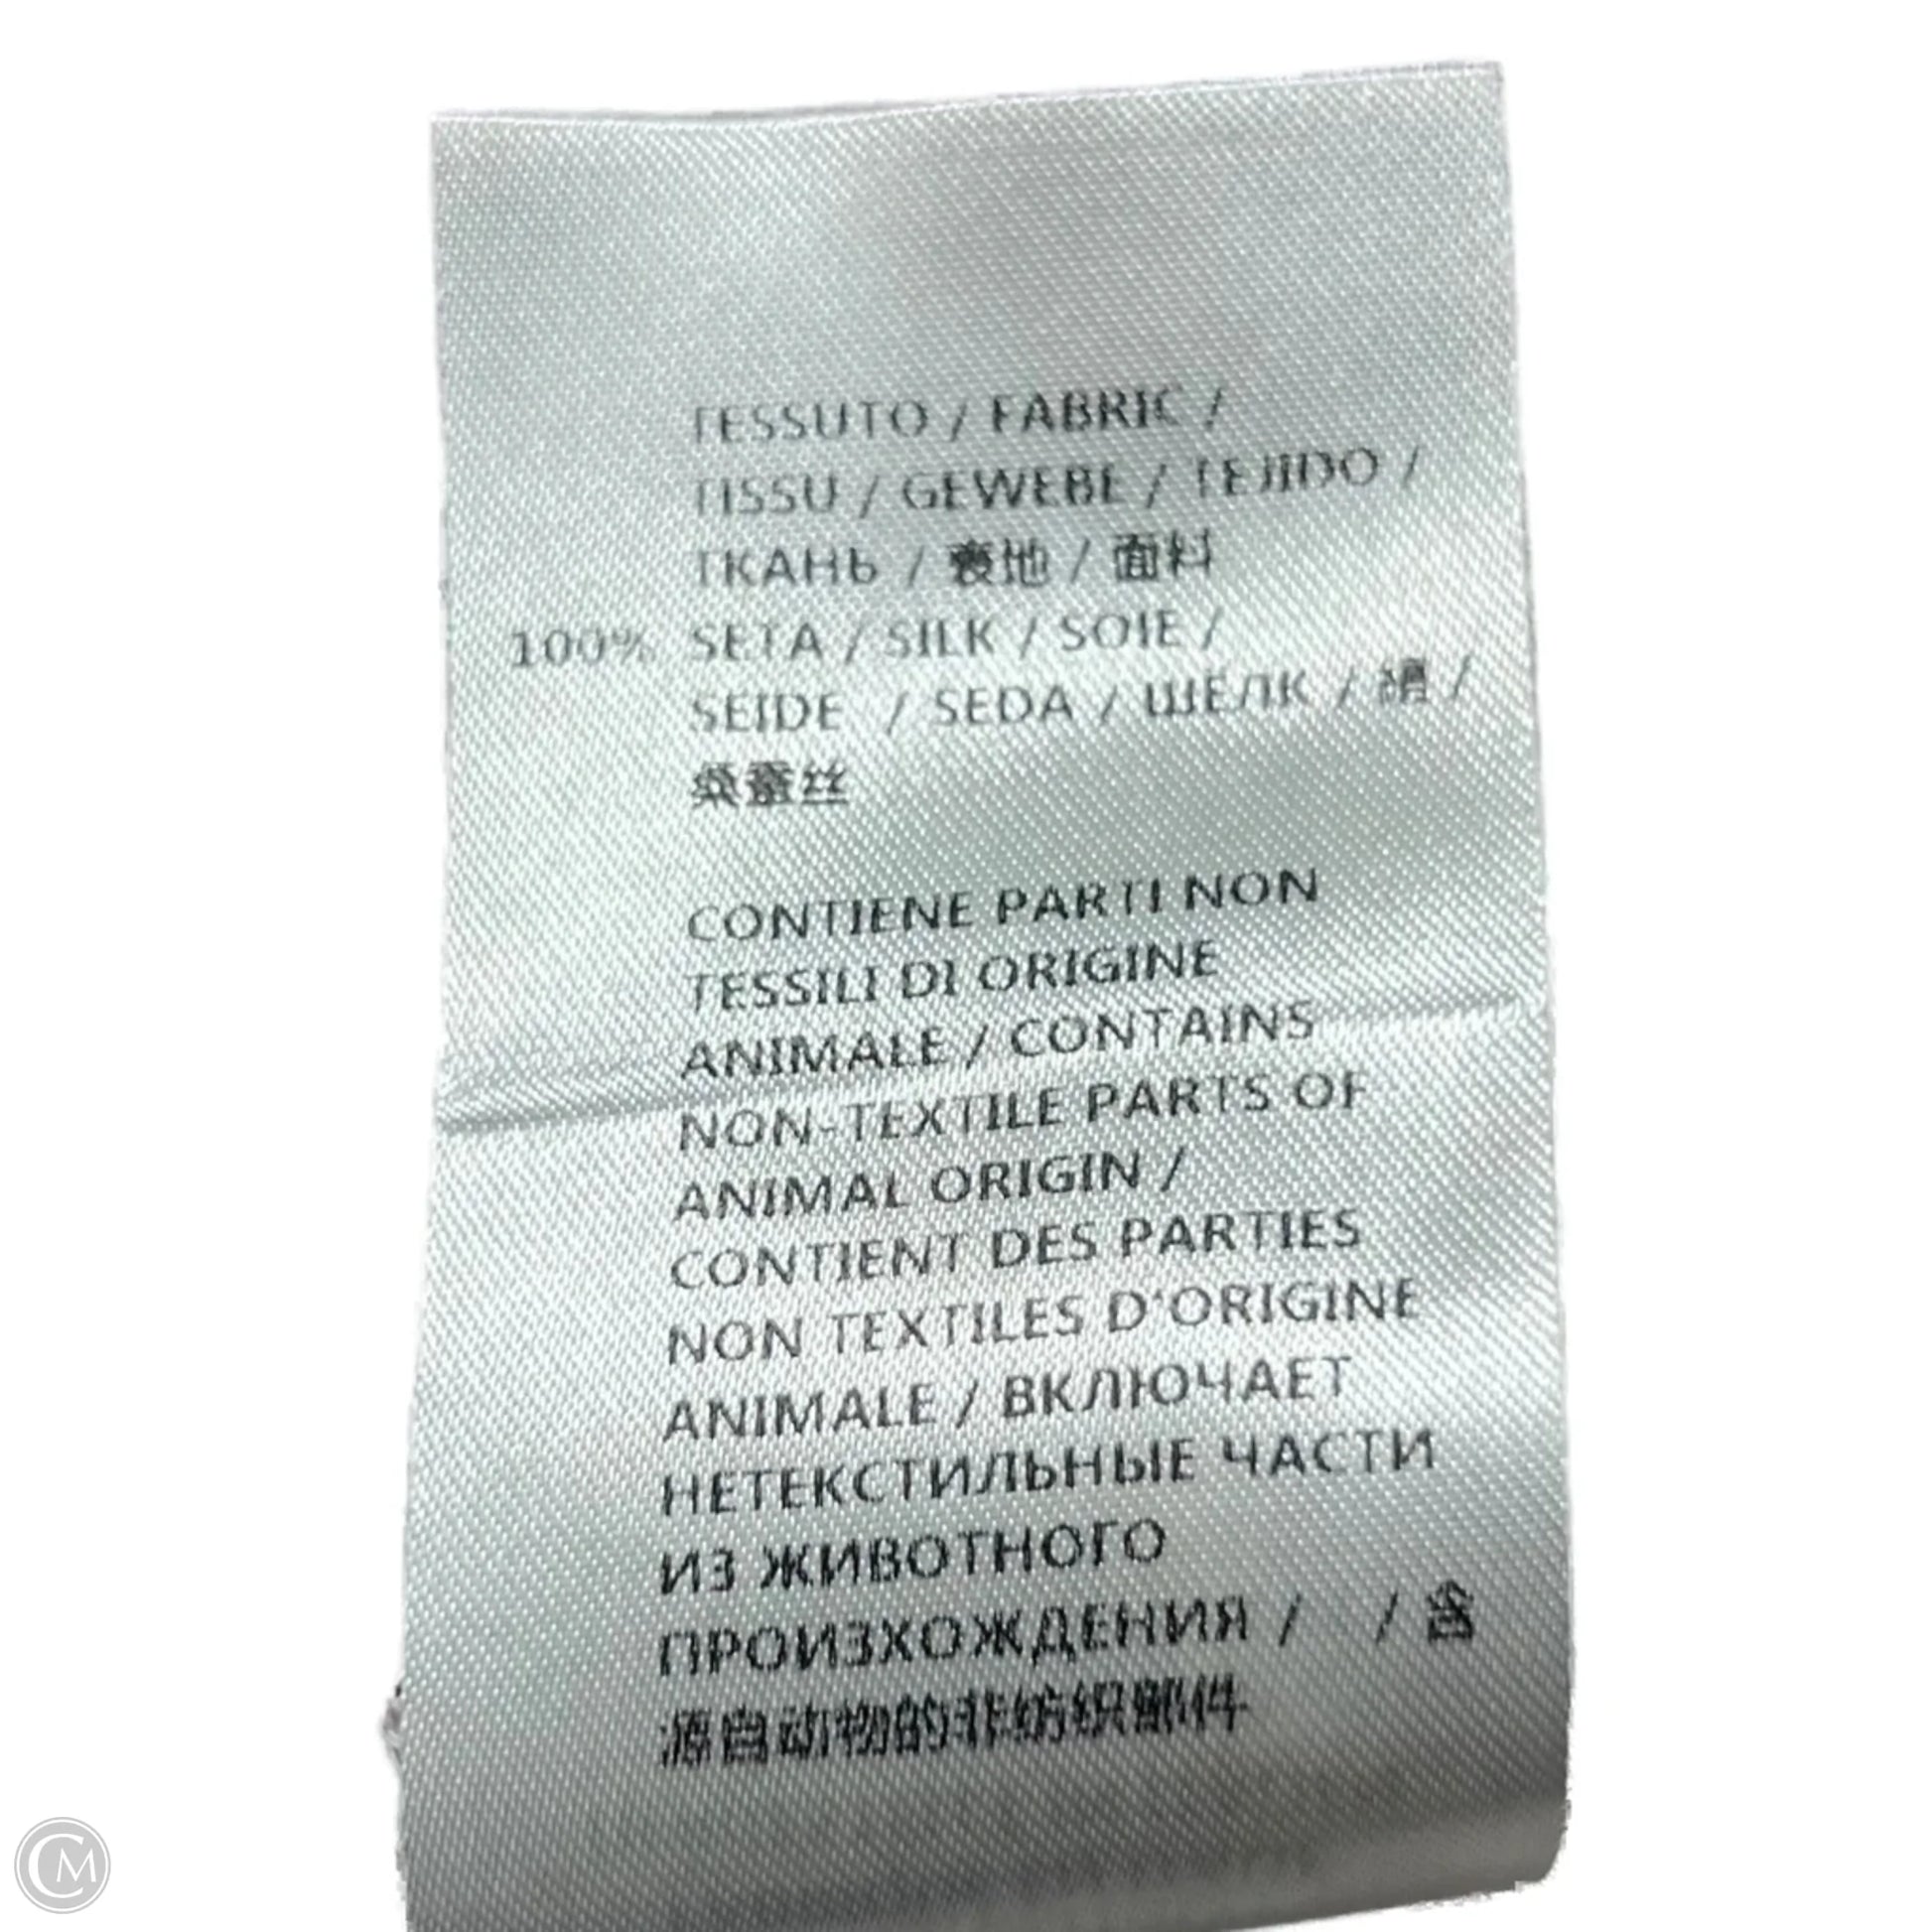 TESSUTO / FABRIC /
TISSU / GEWEBE / TEJIDO /
ТКАНЬ / 表地 / 面料
100% SETA / SILK / SOIE /
SEIDE / SEDA / ШЕЛК / 絹 /
桑蚕丝
CONTIENE PARTI NON
TESSILI DI ORIGINE
ANIMALE / CONTAINS
NON-TEXTILE PARTS OF
ANIMAL ORIGIN /
CONTIENT DES PARTIES
NON TEXTILES D'ORIGINE
ANIMALE / ВКЛЮЧАЕТ
НЕТЕКСТИЛЬНЫЕ ЧАСТИ
ИЗ ЖИВОТНОГО
ПРОИЗХОЖДЕНИЯ / / 含
源自动物的非纺织部件
CM